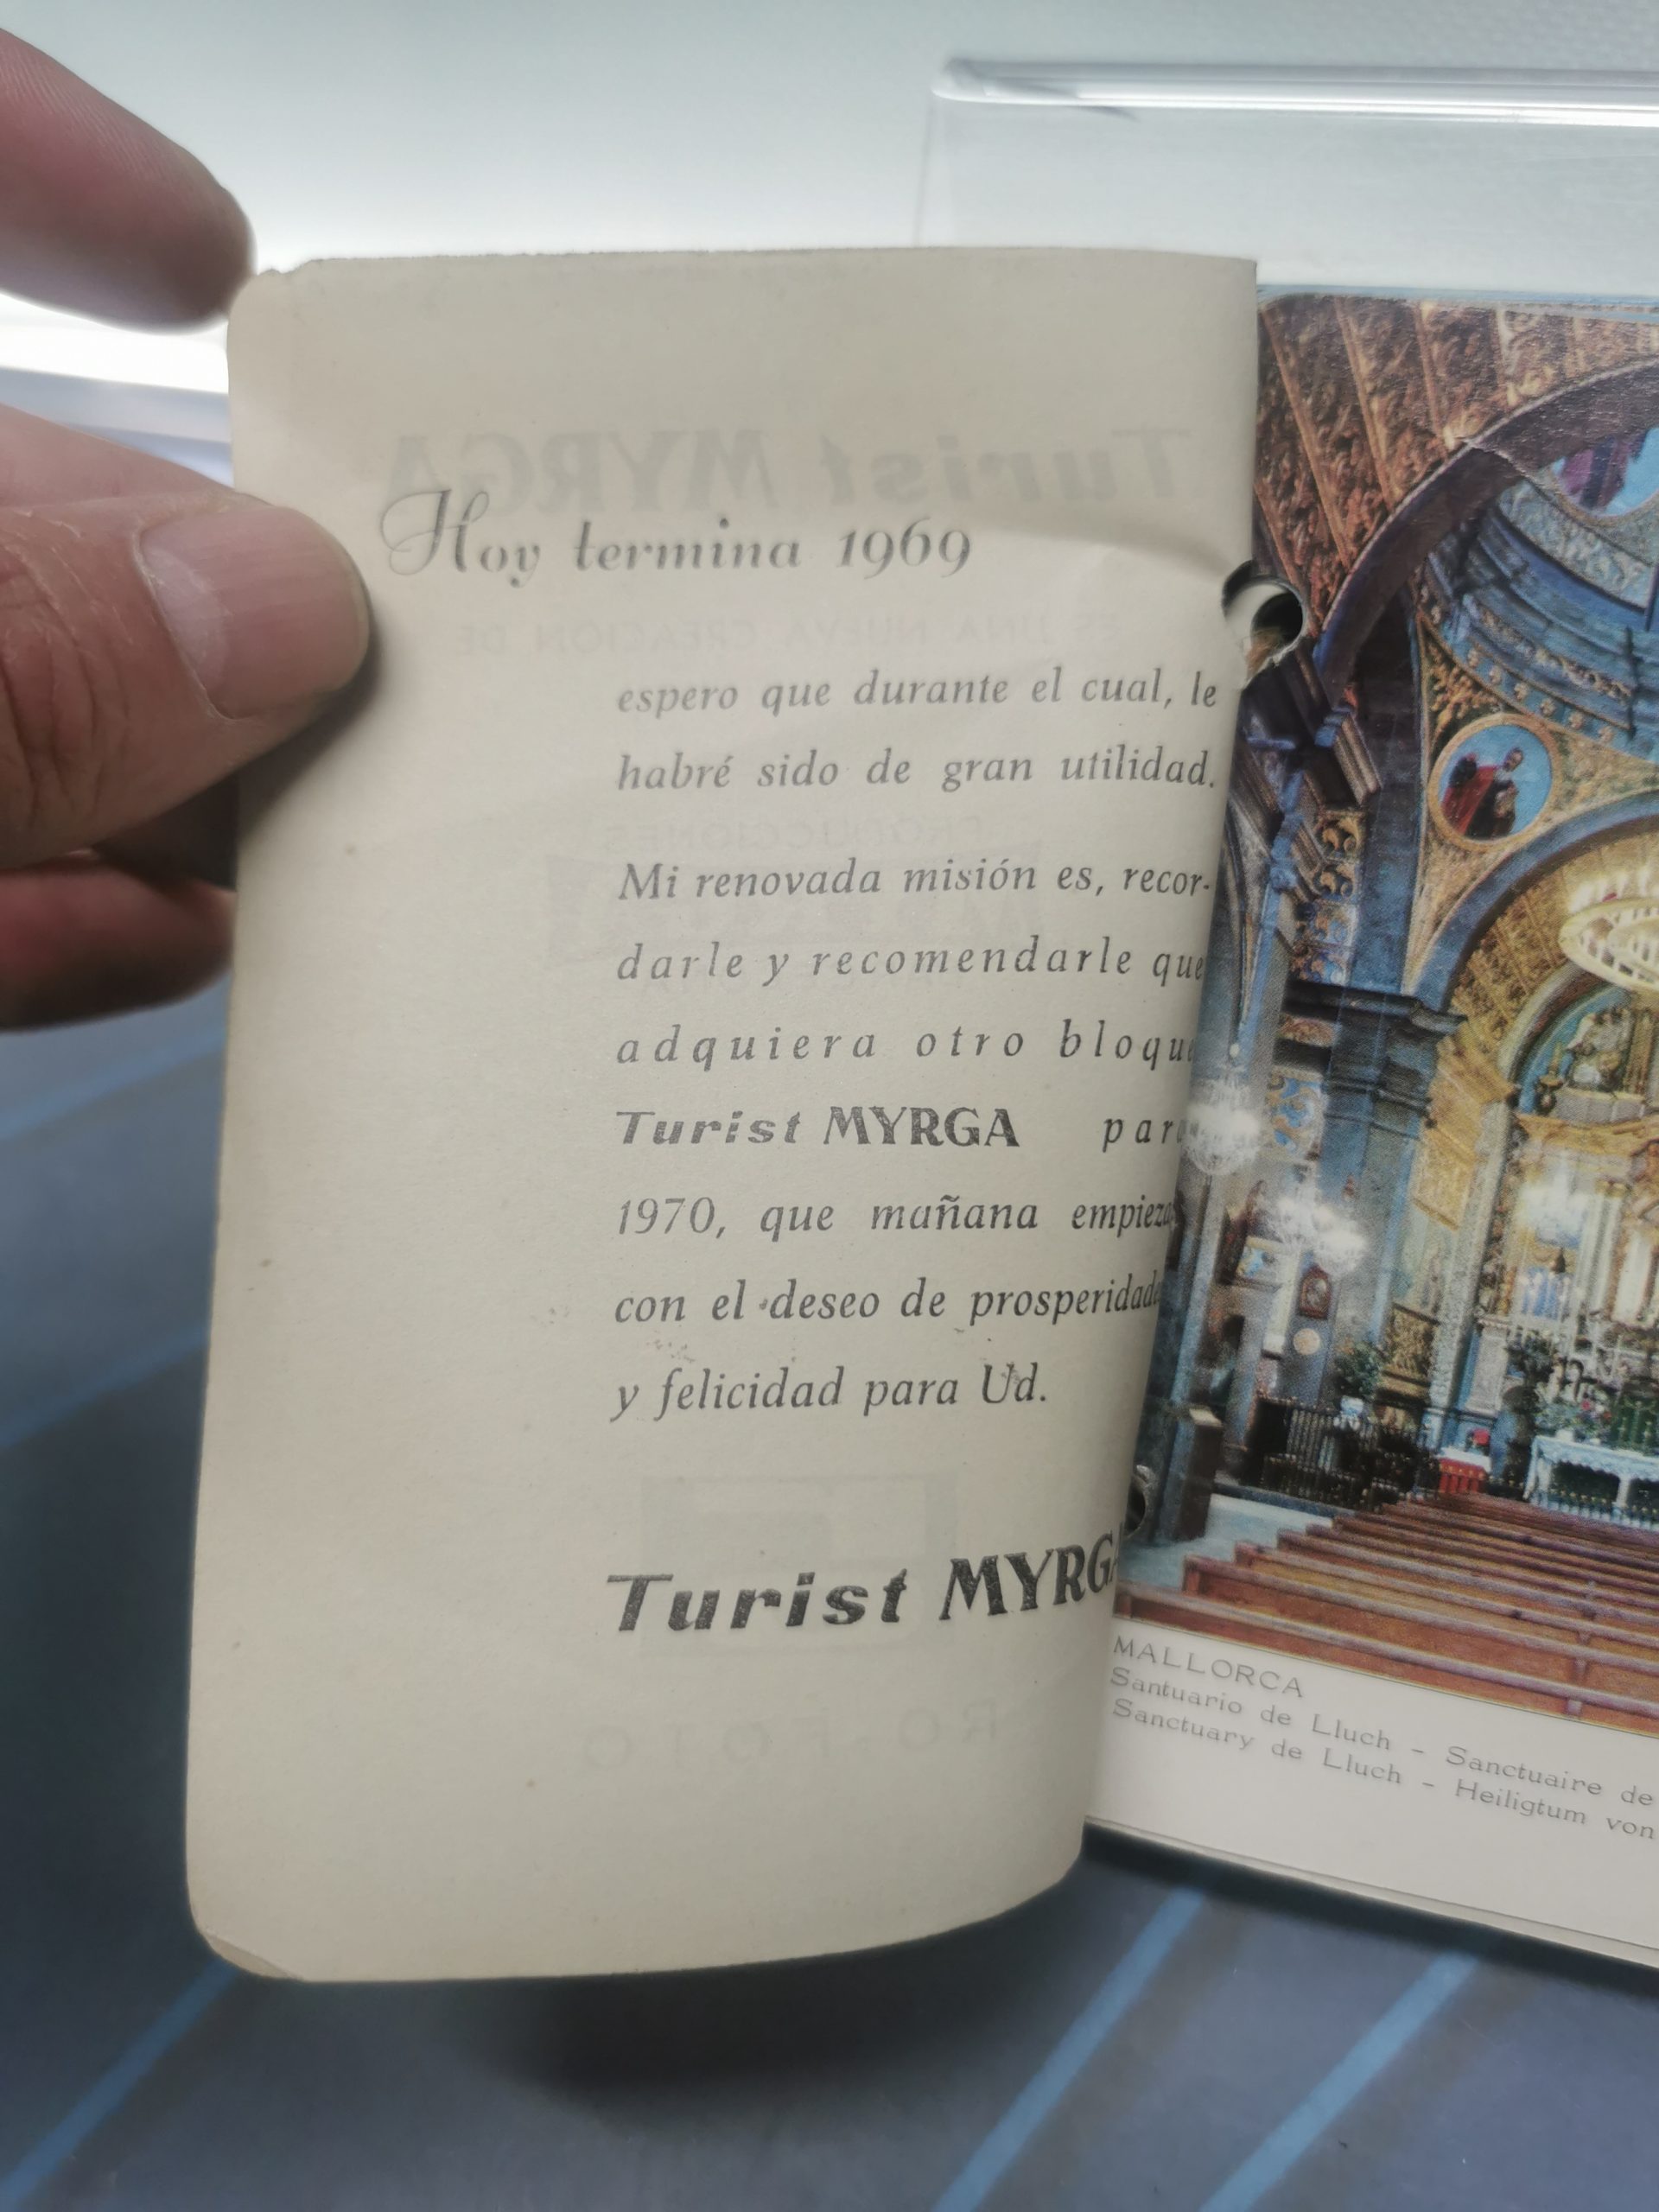 Hoy termina 1969
espero que durante el cual, le
habré sido de gran utilidad.
Mi renovada misión es, recor-
darle y recomendarle que
adquiera otro bloque
Turist MYRGA para
1970, que mañana empieza
con el deseo de prosperidad
y felicidad para Ud.
Turist MYRGA
MALLORCA
Santuario de Lluch - Sanctuaire de
Sanctuary de Lluch - Heiligtum von